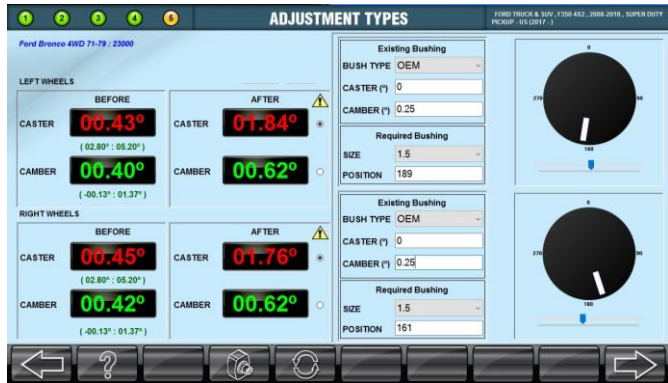 1 2 3 4 5
ADJUSTMENT TYPES
FORD TRUCK & SUV , F350 4X2 , 2008-2016 , SUPER DUTY
PICKUP - US (2017 - )
Ford Bronco 4WD 71-79 : 23000
LEFT WHEELS
BEFORE
CASTER 00.43º
( 02.80º : 05.20º )
CAMBER 00.40º
( -00.13º : 01.37º )
AFTER
CASTER 01.84º
CAMBER 00.62º
Existing Bushing
BUSH TYPE OEM
CASTER (º) 0
CAMBER (º) 0.25
Required Bushing
SIZE 1.5
POSITION 189
0
270
90
180
RIGHT WHEELS
BEFORE
CASTER 00.45º
( 02.80º : 05.20º )
CAMBER 00.42º
( -00.13º : 01.37º )
AFTER
CASTER 01.76º
CAMBER 00.62º
Existing Bushing
BUSH TYPE OEM
CASTER (º) 0
CAMBER (º) 0.25
Required Bushing
SIZE 1.5
POSITION 161
0
270
90
180